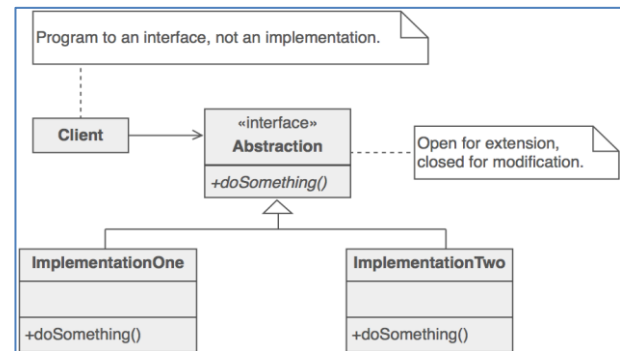 Program to an interface, not an implementation.
«interface»
Client
Abstraction
Open for extension,
closed for modification.
+doSomething()
ImplementationOne
ImplementationTwo
+doSomething()
+doSomething()